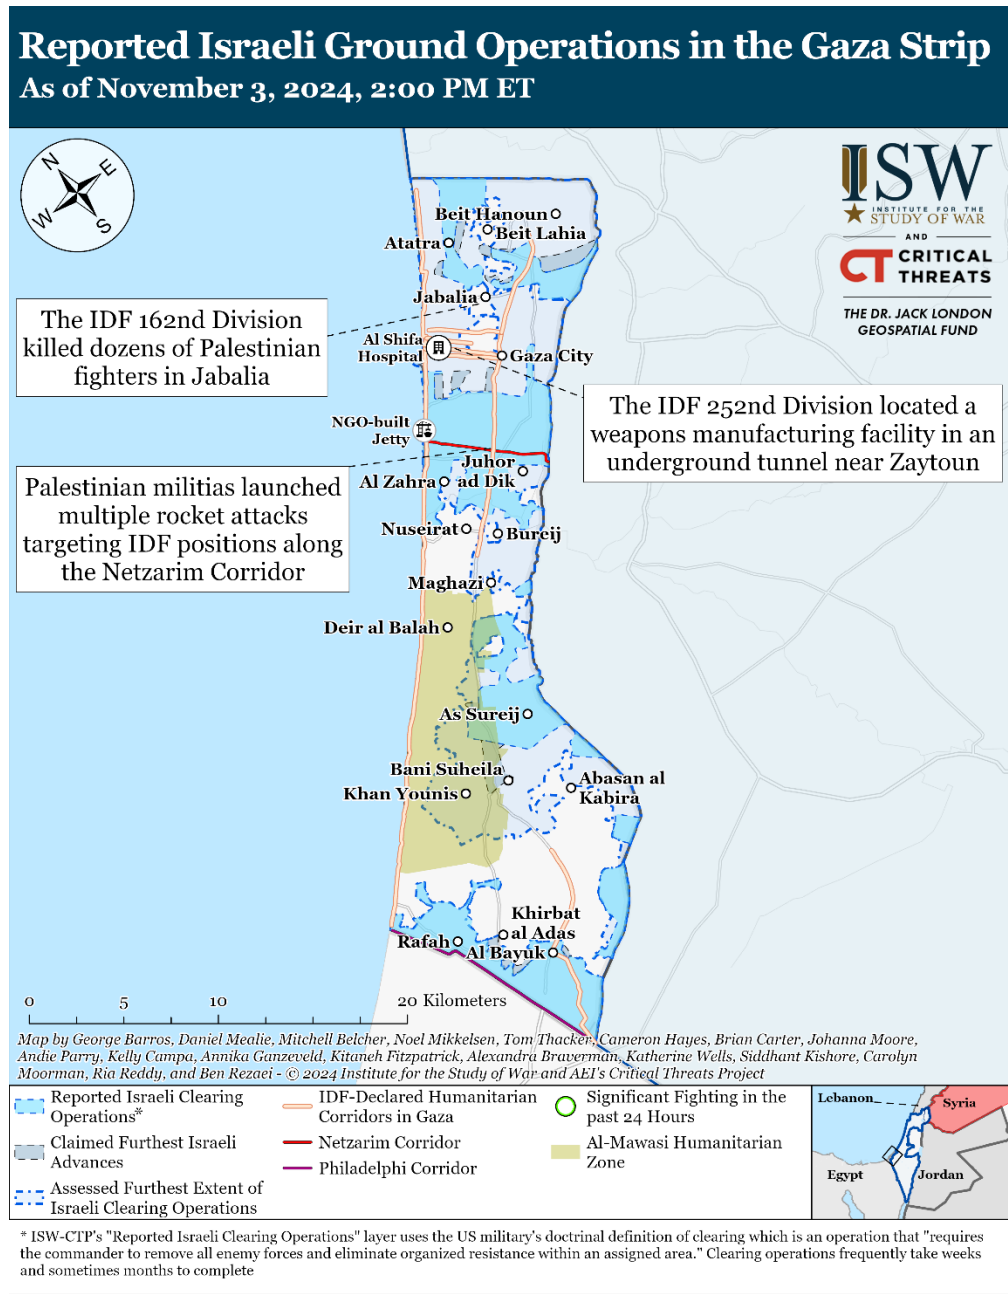 Reported Israeli Ground Operations in the Gaza Strip
As of November 3, 2024, 2:00 PM ET
N
E
W
S
ISW
INSTITUTE FOR THE
STUDY OF WAR
AND
CT CRITICAL
THREATS
THE DR. JACK LONDON
GEOSPATIAL FUND
Beit Hanoun
Beit Lahia
Atatra
Jabalia
The IDF 162nd Division
killed dozens of Palestinian
fighters in Jabalia
Al Shifa
Hospital
Gaza City
The IDF 252nd Division located a
weapons manufacturing facility in an
underground tunnel near Zaytoun
NGO-built
Jetty
Juhor
ad Dik
Al Zahra
Palestinian militias launched
multiple rocket attacks
targeting IDF positions along
the Netzarim Corridor
Nuseirat
Bureij
Maghazi
Deir al Balah
As Sureij
Bani Suheila
Abasan al
Kabira
Khan Younis
Khirbat
al Adas
Rafah
Al Bayuk
0 5 10 20 Kilometers
Map by George Barros, Daniel Mealie, Mitchell Belcher, Noel Mikkelsen, Tom Thacker, Cameron Hayes, Brian Carter, Johanna Moore,
Andie Parry, Kelly Campa, Annika Ganzeveld, Kitaneh Fitzpatrick, Alexandra Braverman, Katherine Wells, Siddhant Kishore, Carolyn
Moorman, Ria Reddy, and Ben Rezaei - © 2024 Institute for the Study of War and AEI's Critical Threats Project
Reported Israeli Clearing
Operations*
Claimed Furthest Israeli
Advances
Assessed Furthest Extent of
Israeli Clearing Operations
IDF-Declared Humanitarian
Corridors in Gaza
Netzarim Corridor
Philadelphi Corridor
Significant Fighting in the
past 24 Hours
Al-Mawasi Humanitarian
Zone
Lebanon
Syria
Egypt
Jordan
* ISW-CTP's "Reported Israeli Clearing Operations" layer uses the US military's doctrinal definition of clearing which is an operation that "requires
the commander to remove all enemy forces and eliminate organized resistance within an assigned area." Clearing operations frequently take weeks
and sometimes months to complete